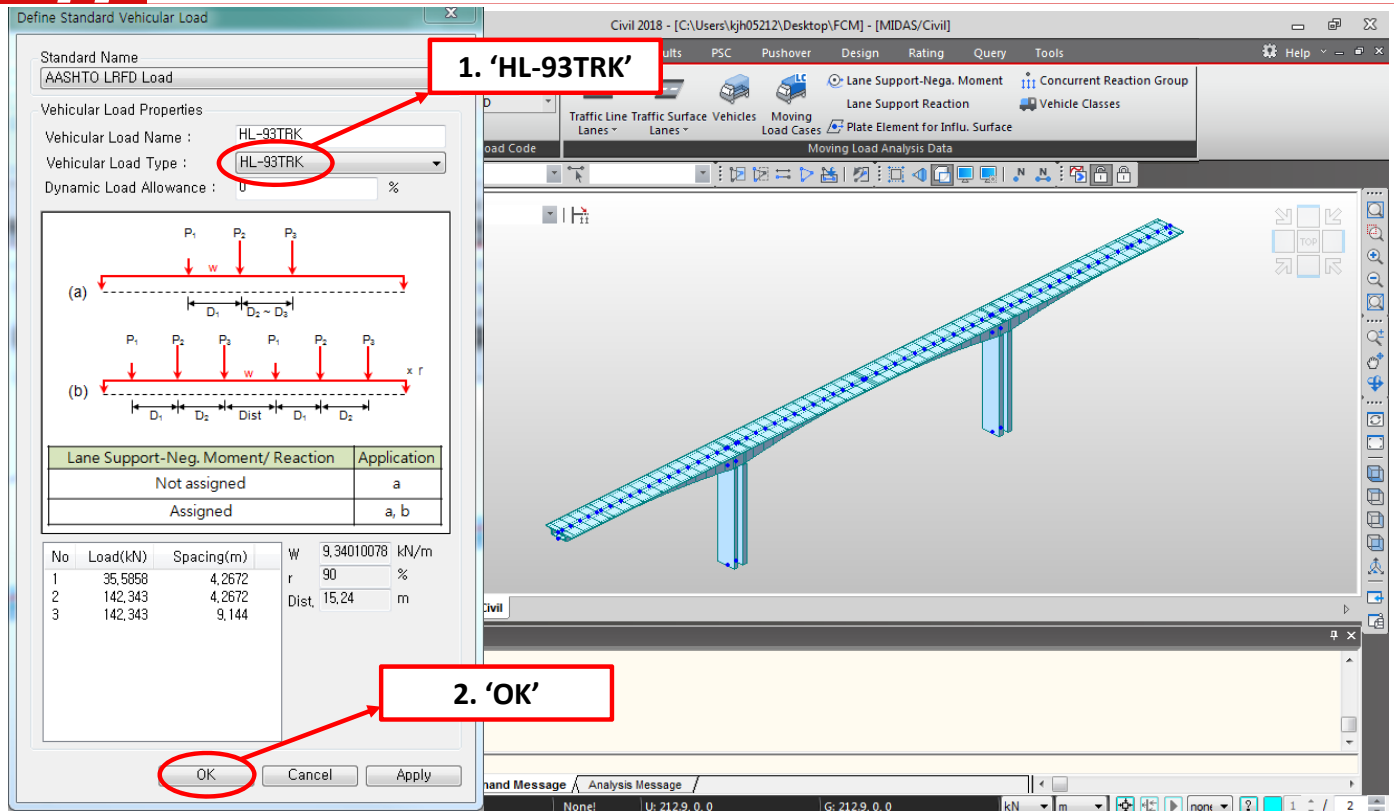 Define Standard Vehicular Load
Standard Name
AASHTO LRFD Load
Vehicular Load Properties
Vehicular Load Name :
HL-93TRK
Vehicular Load Type :
HL-93TRK
Dynamic Load Allowance :
0
%
P1 P2 P3
w
(a)
D1 D2 ~ D3
P1 P2 P3 P1 P2 P3
w
x r
(b)
D1 D2 Dist D1 D2
Lane Support-Neg. Moment/ Reaction Application
Not assigned a
Assigned a, b
No Load(kN) Spacing(m)
1 35,5858 4,2672
2 142,343 4,2672
3 142,343 9,144
W 9,34010078 kN/m
r 90 %
Dist, 15,24 m
OK Cancel Apply
1. ‘HL-93TRK’
2. ‘OK’
Civil 2018 - [C:\Users\kjh05212\Desktop\FCM] - [MIDAS/Civil]
ults PSC Pushover Design Rating Query Tools
Help
D
Traffic Line Lanes
Traffic Surface Lanes
Vehicles
LC
Moving Load Cases
Lane Support-Nega. Moment
Lane Support Reaction
Plate Element for Influ. Surface
Concurrent Reaction Group
Vehicle Classes
oad Code
Moving Load Analysis Data
N N
TOP
Civil
mand Message Analysis Message
None! U: 212.9, 0, 0 G: 212.9, 0, 0 kN m none ? 1 / 2